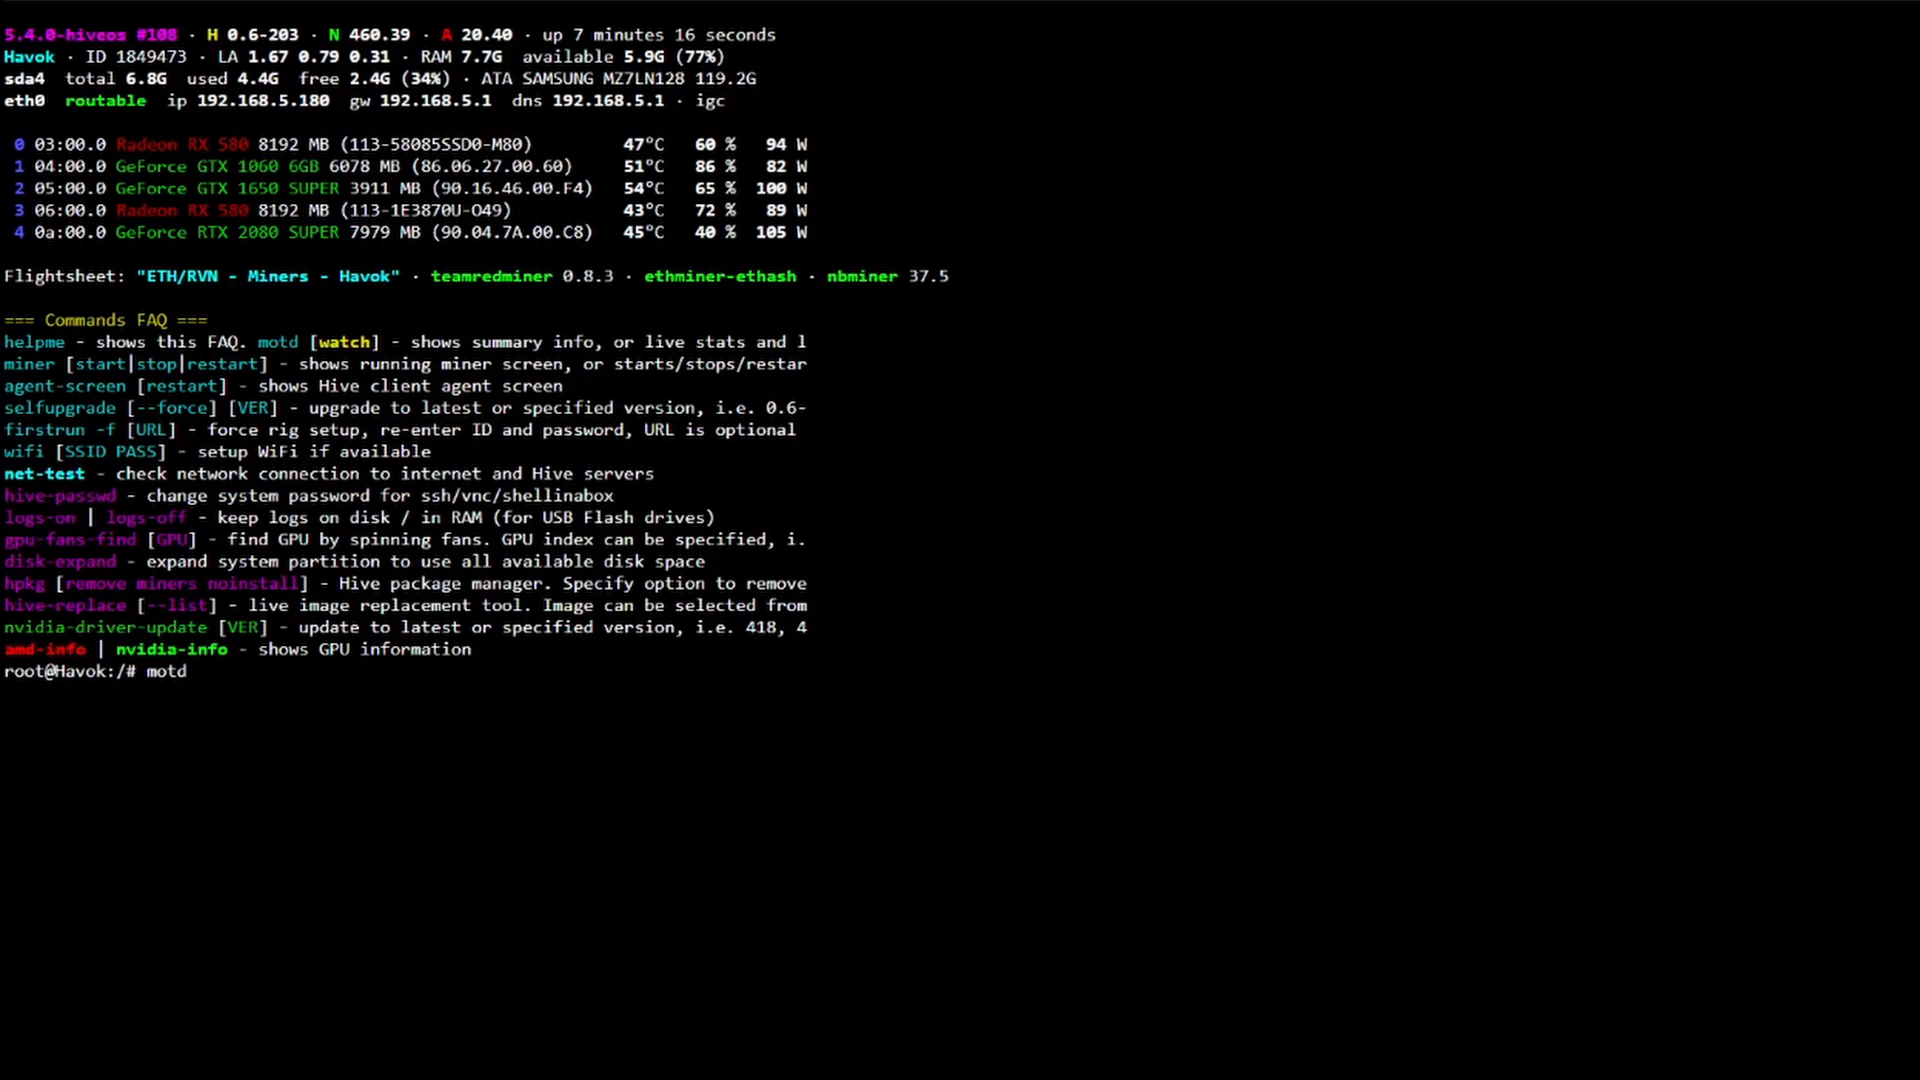 5.4.0-hiveos #108 · H 0.6-203 · N 460.39 · A 20.40 · up 7 minutes 16 seconds
Havok · ID 1849473 · LA 1.67 0.79 0.31 · RAM 7.7G available 5.9G (77%)
sda4 total 6.8G used 4.4G free 2.4G (34%) · ATA SAMSUNG MZ7LN128 119.2G
eth0 routable ip 192.168.5.180 gw 192.168.5.1 dns 192.168.5.1 · igc
0 03:00.0 Radeon RX 580 8192 MB (113-58085SSD0-M80) 47°C 60 % 94 W
1 04:00.0 GeForce GTX 1060 6GB 6078 MB (86.06.27.00.60) 51°C 86 % 82 W
2 05:00.0 GeForce GTX 1650 SUPER 3911 MB (90.16.46.00.F4) 54°C 65 % 100 W
3 06:00.0 Radeon RX 580 8192 MB (113-1E3870U-O49) 43°C 72 % 89 W
4 0a:00.0 GeForce RTX 2080 SUPER 7979 MB (90.04.7A.00.C8) 45°C 40 % 105 W
Flightsheet: "ETH/RVN - Miners - Havok" · teamredminer 0.8.3 · ethminer-ethash · nbminer 37.5
=== Commands FAQ ===
helpme - shows this FAQ. motd [watch] - shows summary info, or live stats and l
miner [start|stop|restart] - shows running miner screen, or starts/stops/restar
agent-screen [restart] - shows Hive client agent screen
selfupgrade [--force] [VER] - upgrade to latest or specified version, i.e. 0.6-
firstrun -f [URL] - force rig setup, re-enter ID and password, URL is optional
wifi [SSID PASS] - setup WiFi if available
net-test - check network connection to internet and Hive servers
hive-passwd - change system password for ssh/vnc/shellinabox
logs-on | logs-off - keep logs on disk / in RAM (for USB Flash drives)
gpu-fans-find [GPU] - find GPU by spinning fans. GPU index can be specified, i.
disk-expand - expand system partition to use all available disk space
hpkg [remove miners noinstall] - Hive package manager. Specify option to remove
hive-replace [--list] - live image replacement tool. Image can be selected from
nvidia-driver-update [VER] - update to latest or specified version, i.e. 418, 4
amd-info | nvidia-info - shows GPU information
root@Havok:/# motd